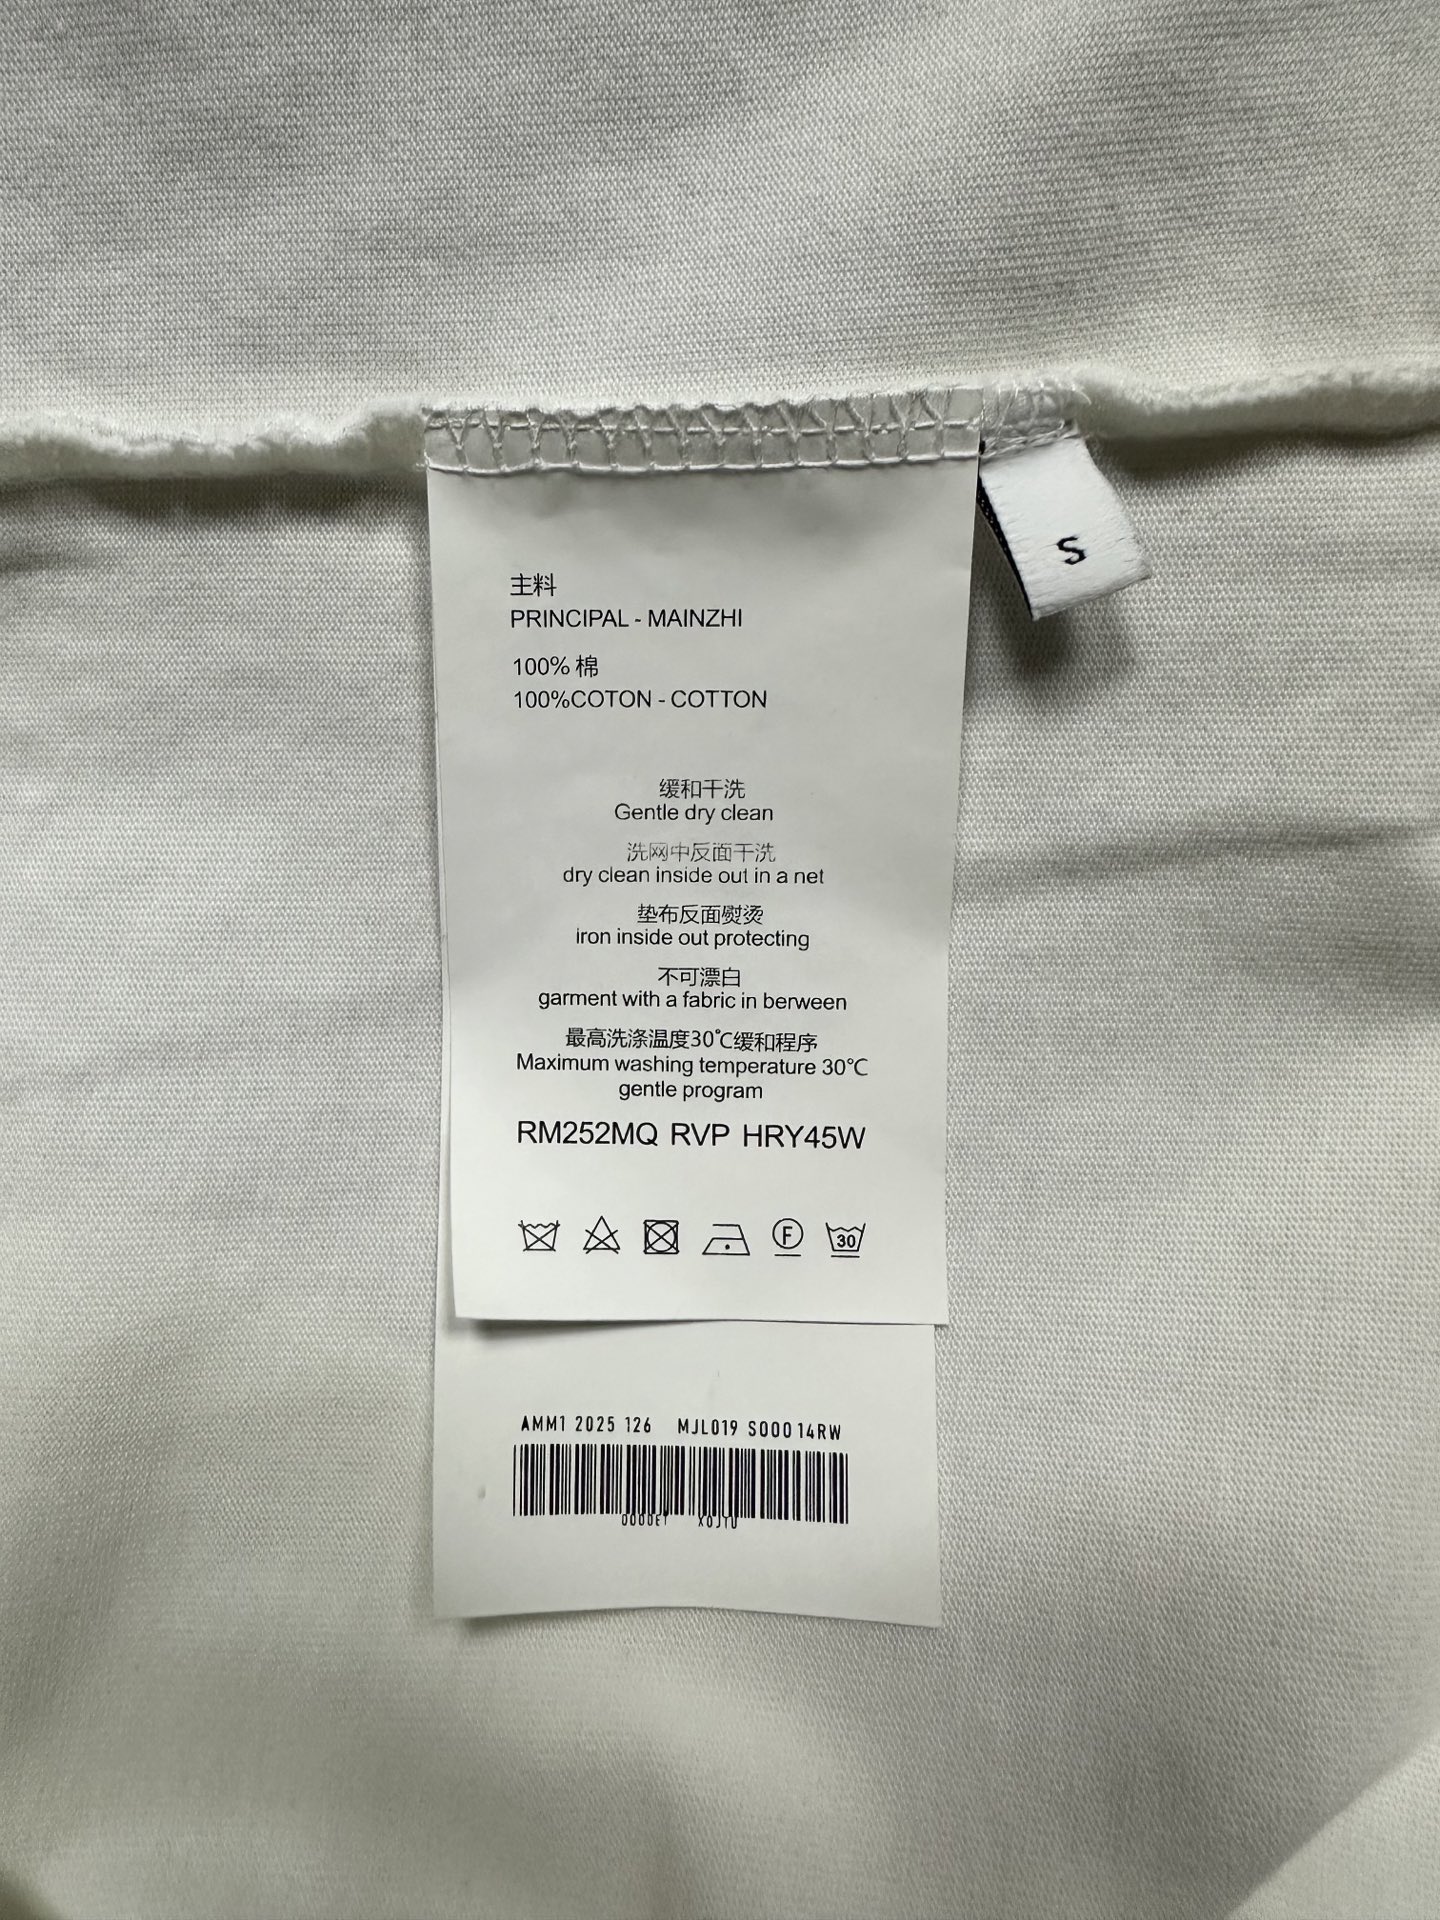 S
主料
PRINCIPAL - MAINZHI
100% 棉
100%COTON - COTTON
缓和干洗
Gentle dry clean
洗网中反面干洗
dry clean inside out in a net
垫布反面熨烫
iron inside out protecting
不可漂白
garment with a fabric in berween
最高洗涤温度30℃缓和程序
Maximum washing temperature 30℃
gentle program
RM252MQ RVP HRY45W
F 30
AMM1 2025 126 MJL019 S000 14RW